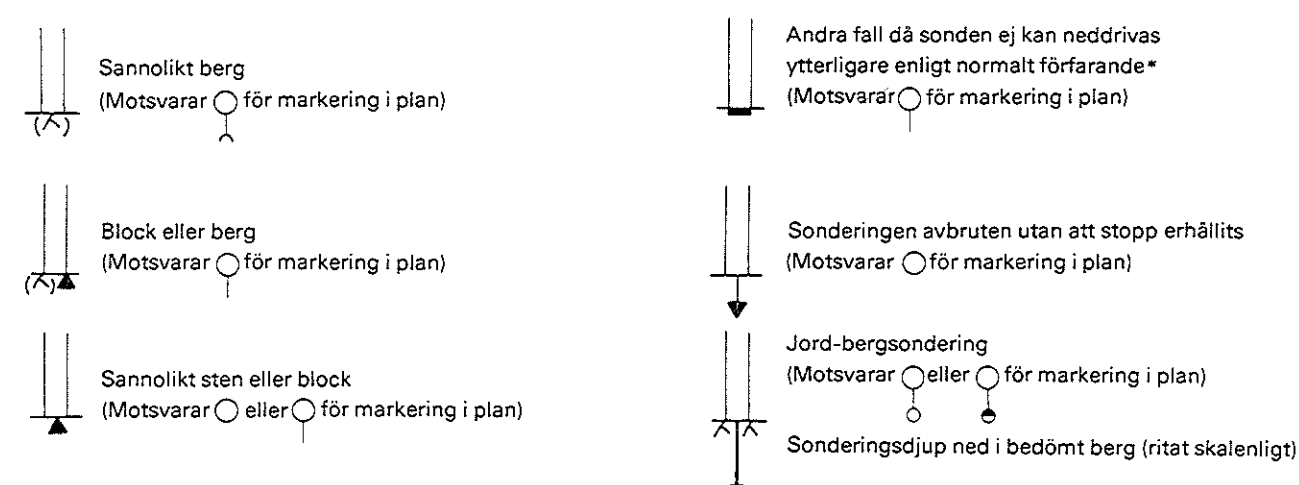 Sannolikt berg
(Motsvarar för markering i plan)
Block eller berg
(Motsvarar för markering i plan)
Sannolikt sten eller block
(Motsvarar eller för markering i plan)
Andra fall då sonden ej kan neddrivas
ytterligare enligt normalt förfarande*
(Motsvarar för markering i plan)
Sonderingen avbruten utan att stopp erhållits
(Motsvarar för markering i plan)
Jord-bergsondering
(Motsvarar eller för markering i plan)
Sonderingsdjup ned i bedömt berg (ritat skalenligt)